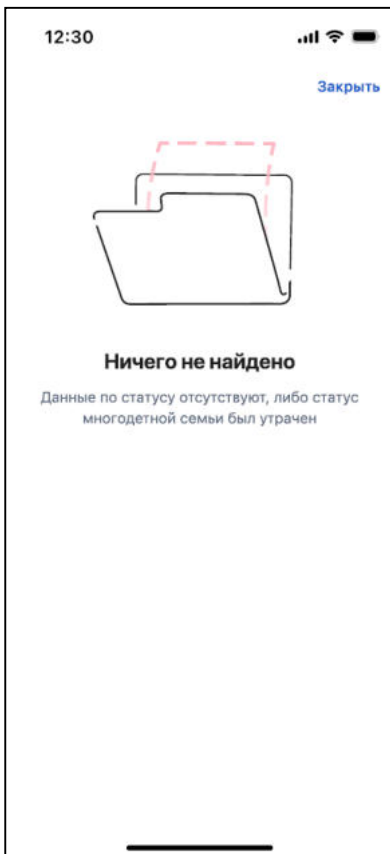 12:30
Закрыть
Ничего не найдено
Данные по статусу отсутствуют, либо статус
многодетной семьи был утрачен